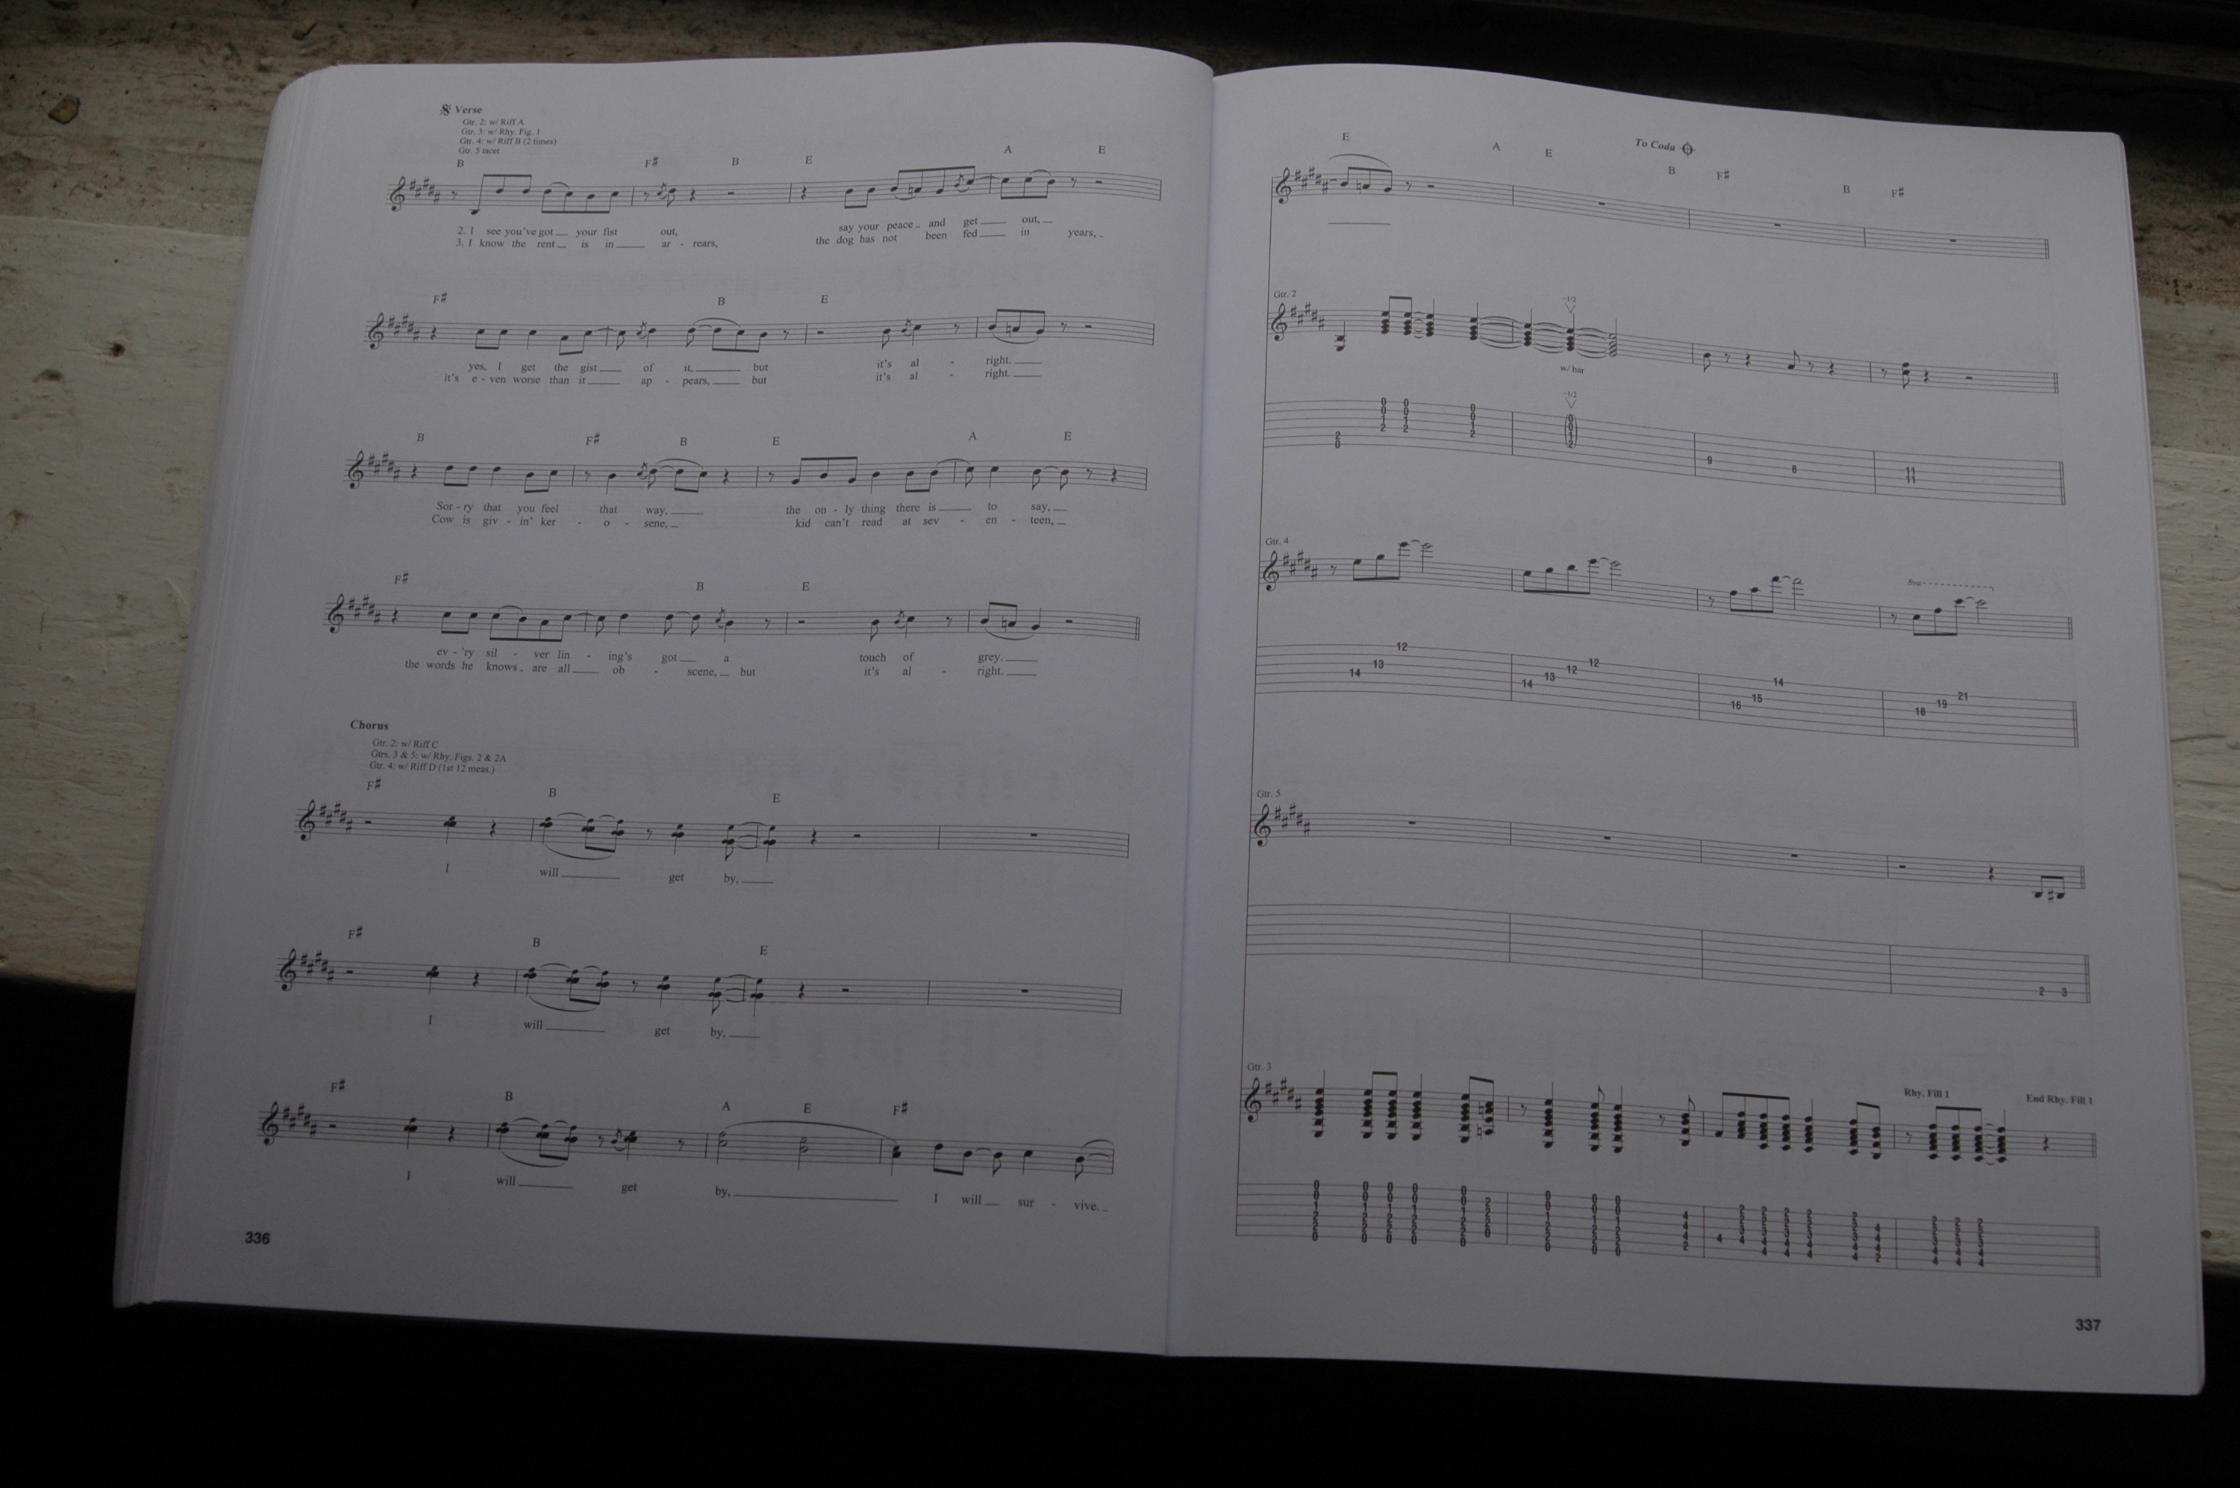 Verse
Gtr. 2: w/ Riff A
Gtr. 3: w/ Rhy. Fig. 1
Gtr. 4: w/ Riff B (2 times)
Gtr. 5 tacet
B F# B E A E
2. I see you've got your fist out, say your peace and get out,
3. I know the rent is in ar - rears, the dog has not been fed in years,
F# B E
yes, I get the gist of it, but it's al - right.
it's e - ven worse than it ap - pears, but it's al - right.
B F# B E A E
Sor - ry that you feel that way, the on - ly thing there is to say,
Cow is giv - in' ker - o - sene, kid can't read at sev - en - teen,
F# B E
ev - 'ry sil - ver lin - ing's got a touch of grey.
the words he knows are all ob - scene, but it's al - right.
Chorus
Gtr. 2: w/ Riff C
Gtrs. 3 & 5: w/ Rhy. Figs. 2 & 2A
Gtr. 4: w/ Riff D (1st 12 meas.)
F# B E
I will get by,
F# B E
I will get by,
F# B A E F#
I will get by, I will sur - vive.
336
To Coda
E A E B F# B F#
Gtr. 2
-1/2
w/ bar
-1/2
0 0 0 0
0 0 0 0
1 1 1 0
2 2 2 1
2 2
0
9 8 11
11
Gtr. 4
8va
14 13 12 14 13 12 12 16 15 14 18 19 21
Gtr. 5
2 3
Gtr. 3
Rhy. Fill 1 End Rhy. Fill 1
337